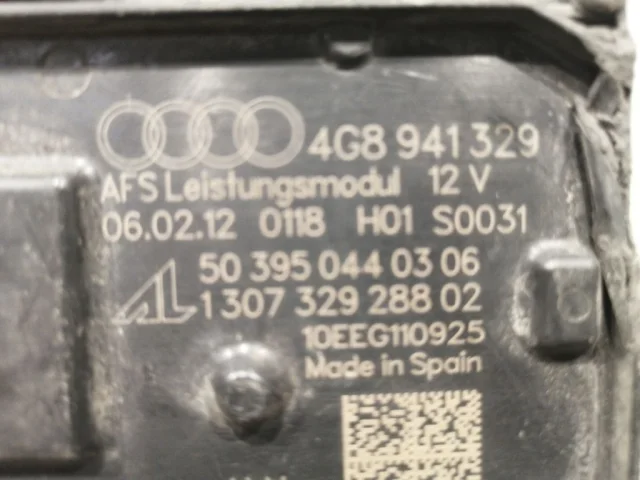 4G8 941 329
AFS Leistungsmodul 12 V
06.02.12 0118 H01 S0031
50 395 044 03 06
AL 1 307 329 288 02
10EEG110925
Made in Spain